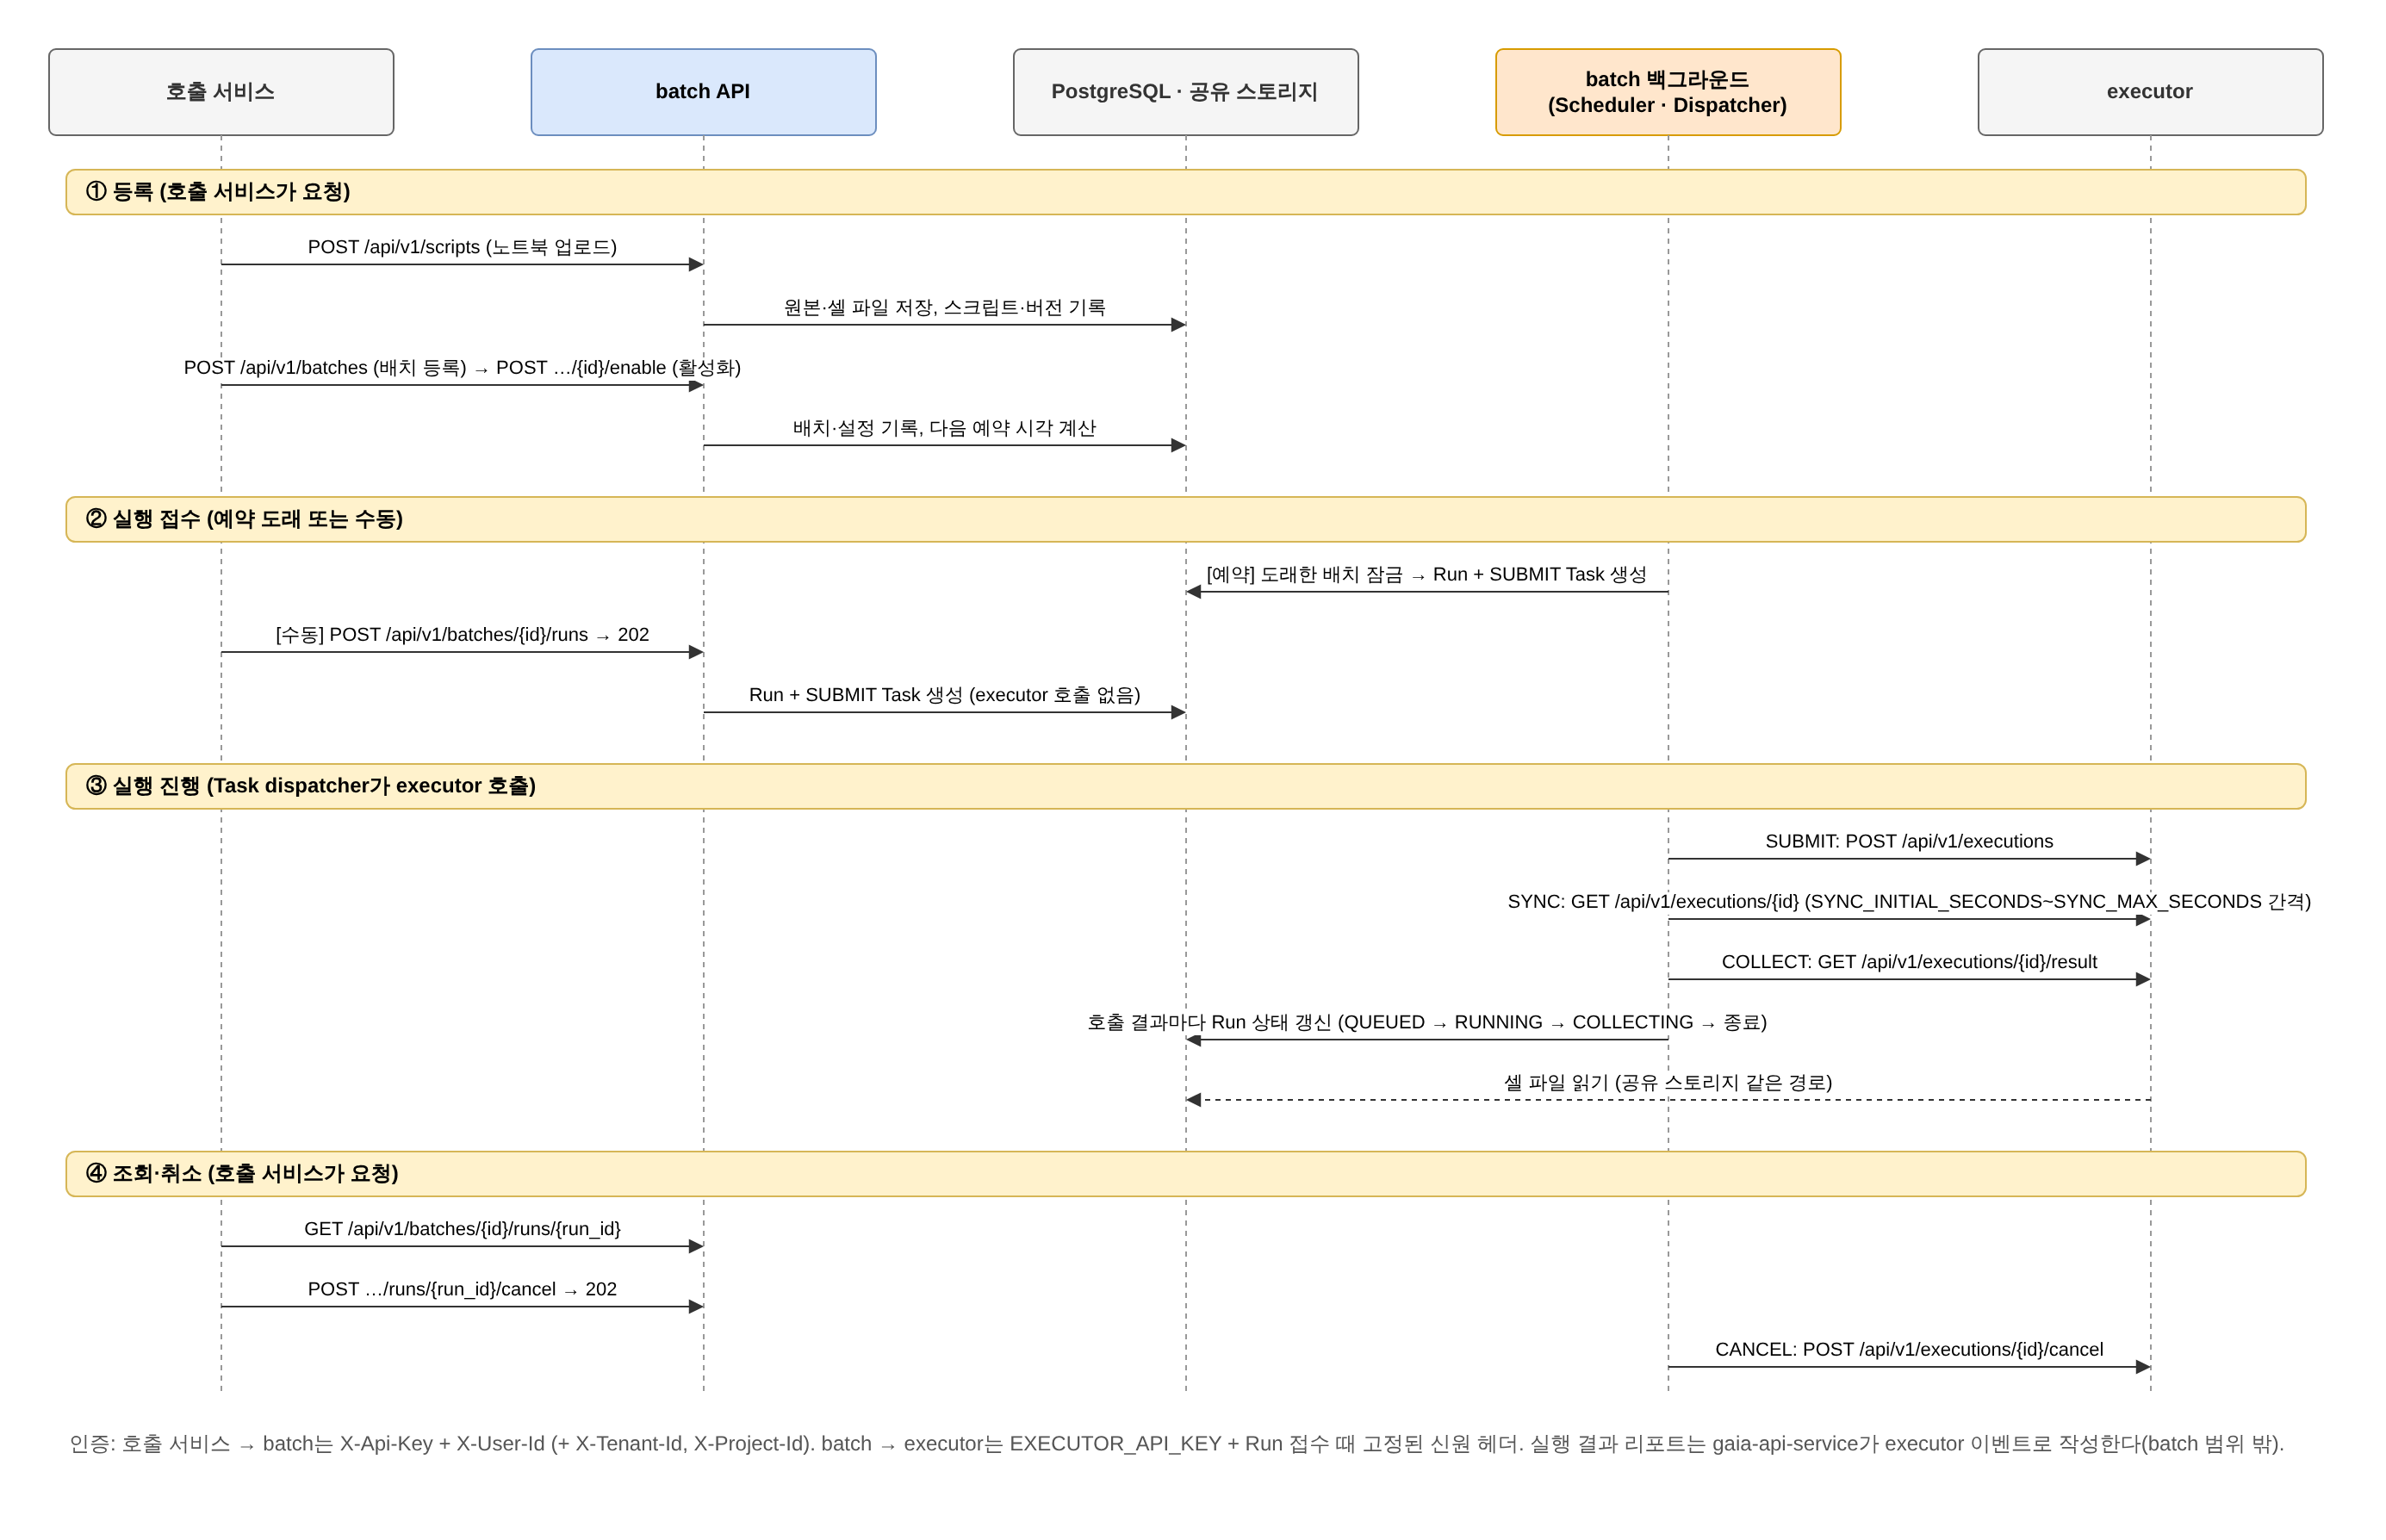 호출 서비스
batch API
PostgreSQL · 공유 스토리지
batch 백그라운드
(Scheduler · Dispatcher)
executor
① 등록 (호출 서비스가 요청)
POST /api/v1/scripts (노트북 업로드)
원본·셀 파일 저장, 스크립트·버전 기록
POST /api/v1/batches (배치 등록) → POST …/{id}/enable (활성화)
배치·설정 기록, 다음 예약 시각 계산
② 실행 접수 (예약 도래 또는 수동)
[예약] 도래한 배치 잠금 → Run + SUBMIT Task 생성
[수동] POST /api/v1/batches/{id}/runs → 202
Run + SUBMIT Task 생성 (executor 호출 없음)
③ 실행 진행 (Task dispatcher가 executor 호출)
SUBMIT: POST /api/v1/executions
SYNC: GET /api/v1/executions/{id} (SYNC_INITIAL_SECONDS~SYNC_MAX_SECONDS 간격)
COLLECT: GET /api/v1/executions/{id}/result
호출 결과마다 Run 상태 갱신 (QUEUED → RUNNING → COLLECTING → 종료)
셀 파일 읽기 (공유 스토리지 같은 경로)
④ 조회·취소 (호출 서비스가 요청)
GET /api/v1/batches/{id}/runs/{run_id}
POST …/runs/{run_id}/cancel → 202
CANCEL: POST /api/v1/executions/{id}/cancel
인증: 호출 서비스 → batch는 X-Api-Key + X-User-Id (+ X-Tenant-Id, X-Project-Id). batch → executor는 EXECUTOR_API_KEY + Run 접수 때 고정된 신원 헤더. 실행 결과 리포트는 gaia-api-service가 executor 이벤트로 작성한다(batch 범위 밖).